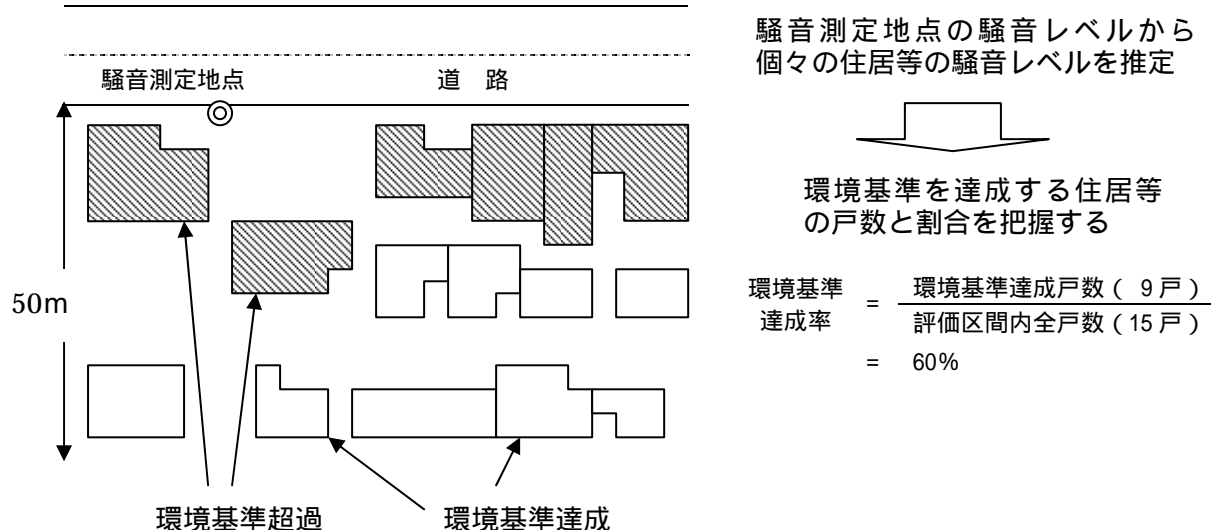 騒音測定地点
道 路
50m
環境基準超過
環境基準達成
騒音測定地点の騒音レベルから
個々の住居等の騒音レベルを推定
環境基準を達成する住居等
の戸数と割合を把握する
環境基準
達成率
=
環境基準達成戸数( 9戸)
評価区間内全戸数(15戸)
= 60%